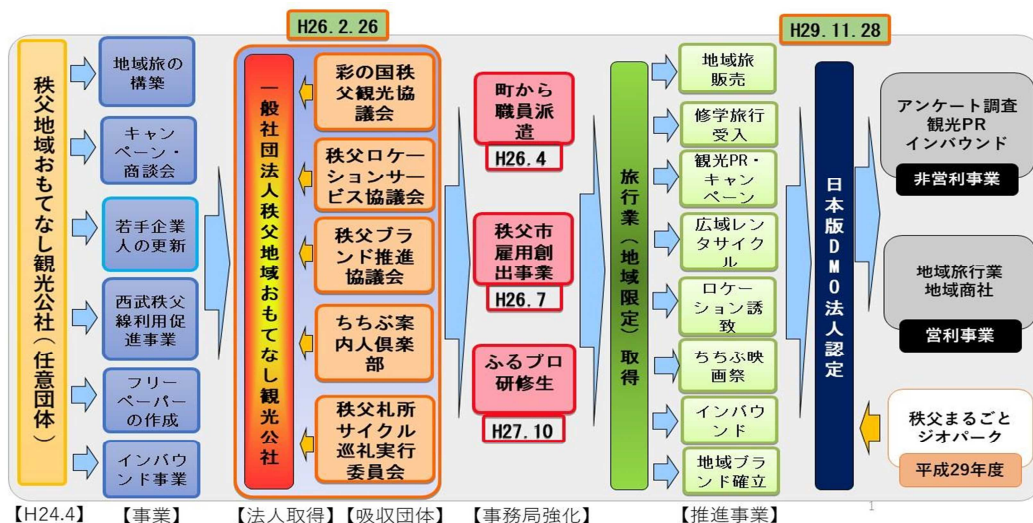 H26.2.26
H29.11.28
秩父地域おもてなし観光公社(任意団体)
地域旅の
構築
キャン
ペーン・
商談会
若手企業
人の更新
西武秩父
線利用促
進事業
フリー
ペーパー
の作成
インバウ
ンド事業
一般社団法人秩父地域おもてなし観光公社
彩の国秩
父観光協
議会
秩父ロケー
ションサー
ビス協議会
秩父ブラ
ンド推進
協議会
ちちぶ案
内人倶楽
部
秩父札所
サイクル
巡礼実行
委員会
町から
職員派
遣
H26.4
秩父市
雇用創
出事業
H26.7
ふるプロ
研修生
H27.10
旅行業(地域限定)取得
地域旅
販売
修学旅行
受入
観光PR・
キャン
ペーン
広域レン
タサイク
ル
ロケー
ション誘
致
ちちぶ映
画祭
インバウ
ンド
地域ブラ
ンド確立
日本版DMO法人認定
アンケート調査
観光PR
インバウンド
非営利事業
地域旅行業
地域商社
営利事業
秩父まるごと
ジオパーク
平成29年度
1
【H24.4】 【事業】 【法人取得】【吸収団体】 【事務局強化】 【推進事業】